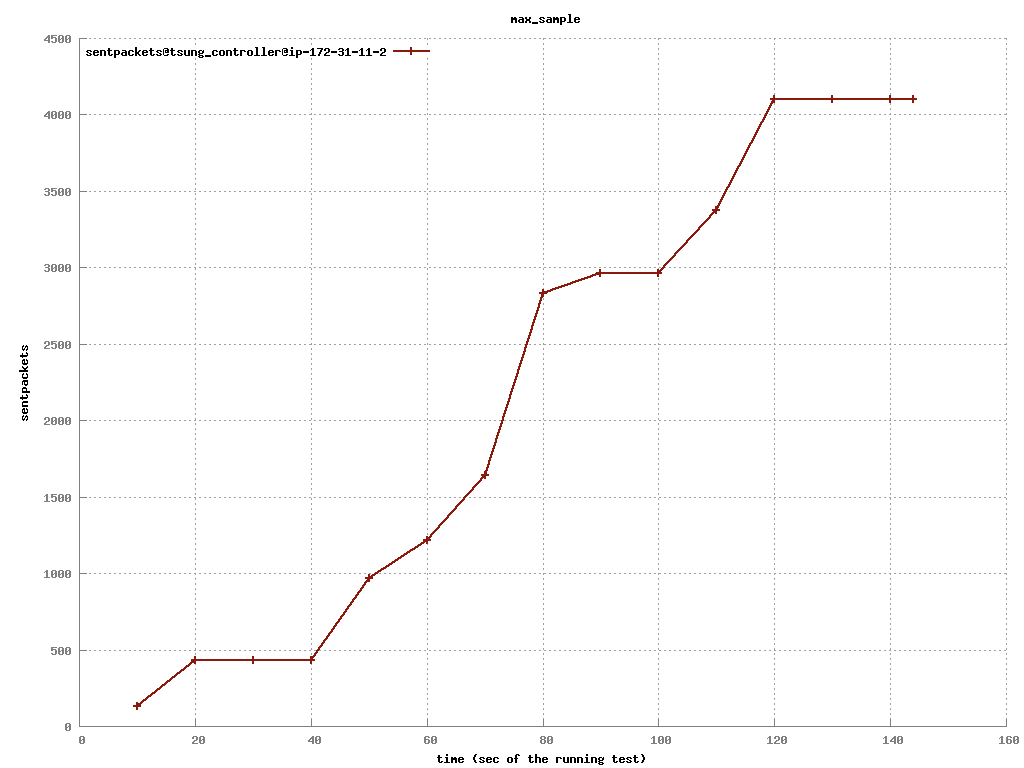 max_sample
sentpackets@tsung_controller@ip-172-31-11-2
4500
4000
3500
3000
2500
2000
1500
1000
500
0
sentpackets
0 20 40 60 80 100 120 140 160
time (sec of the running test)